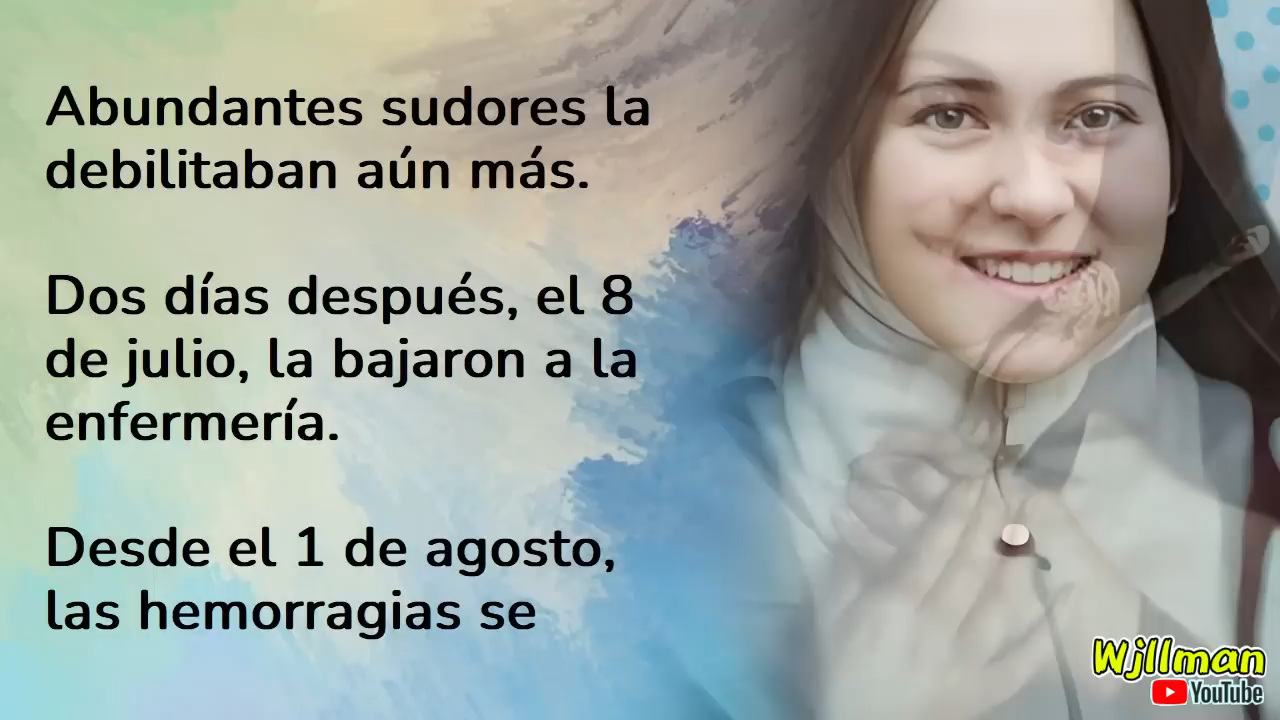 Abundantes sudores la
debilitaban aún más.
Dos días después, el 8
de julio, la bajaron a la
enfermería.
Desde el 1 de agosto,
las hemorragias se
Wjllman
YouTube